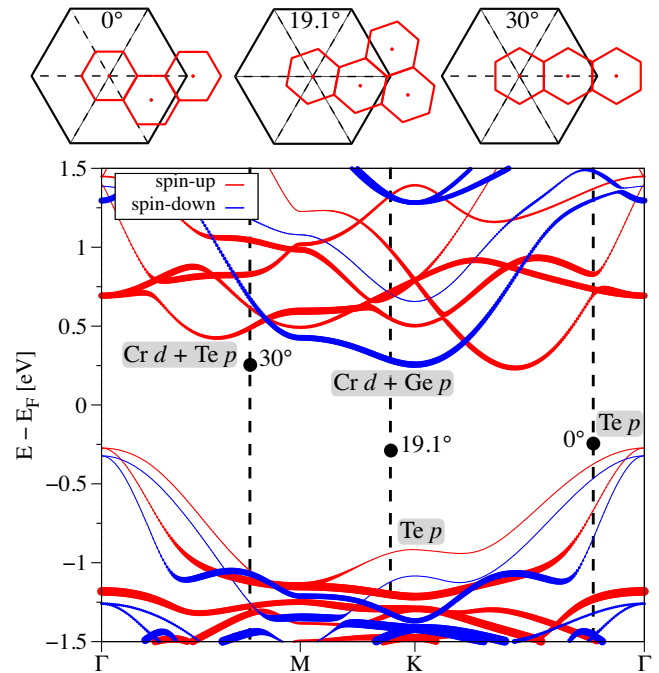 0° 19.1° 30°
1.5
spin-up
spin-down
1
0.5
Cr d + Te p 30° Cr d + Ge p
0
E − E_F [eV]
19.1° 0° Te p
−0.5
Te p
−1
−1.5
Γ M K Γ